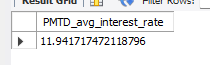 Result Grid Filter Rows:
PMTD_avg_interest_rate
11.941717472118796